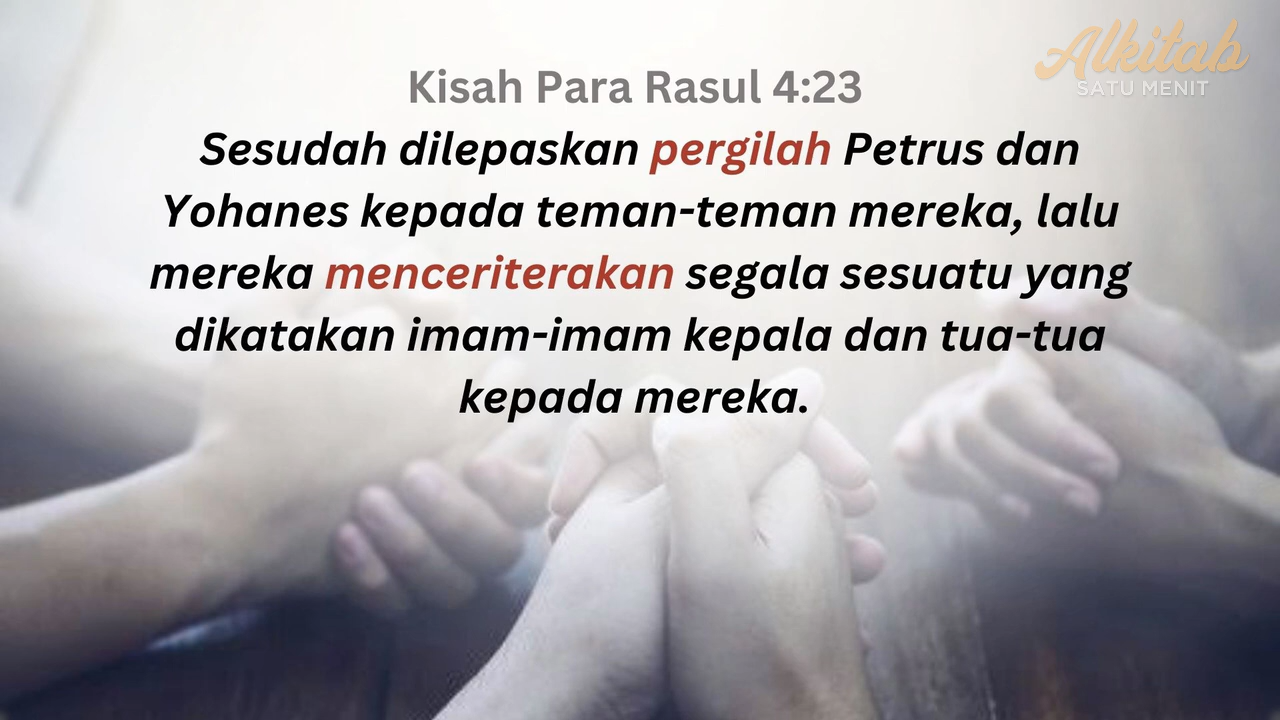 Alkitab
SATU MENIT
Kisah Para Rasul 4:23
Sesudah dilepaskan pergilah Petrus dan
Yohanes kepada teman-teman mereka, lalu
mereka menceriterakan segala sesuatu yang
dikatakan imam-imam kepala dan tua-tua
kepada mereka.